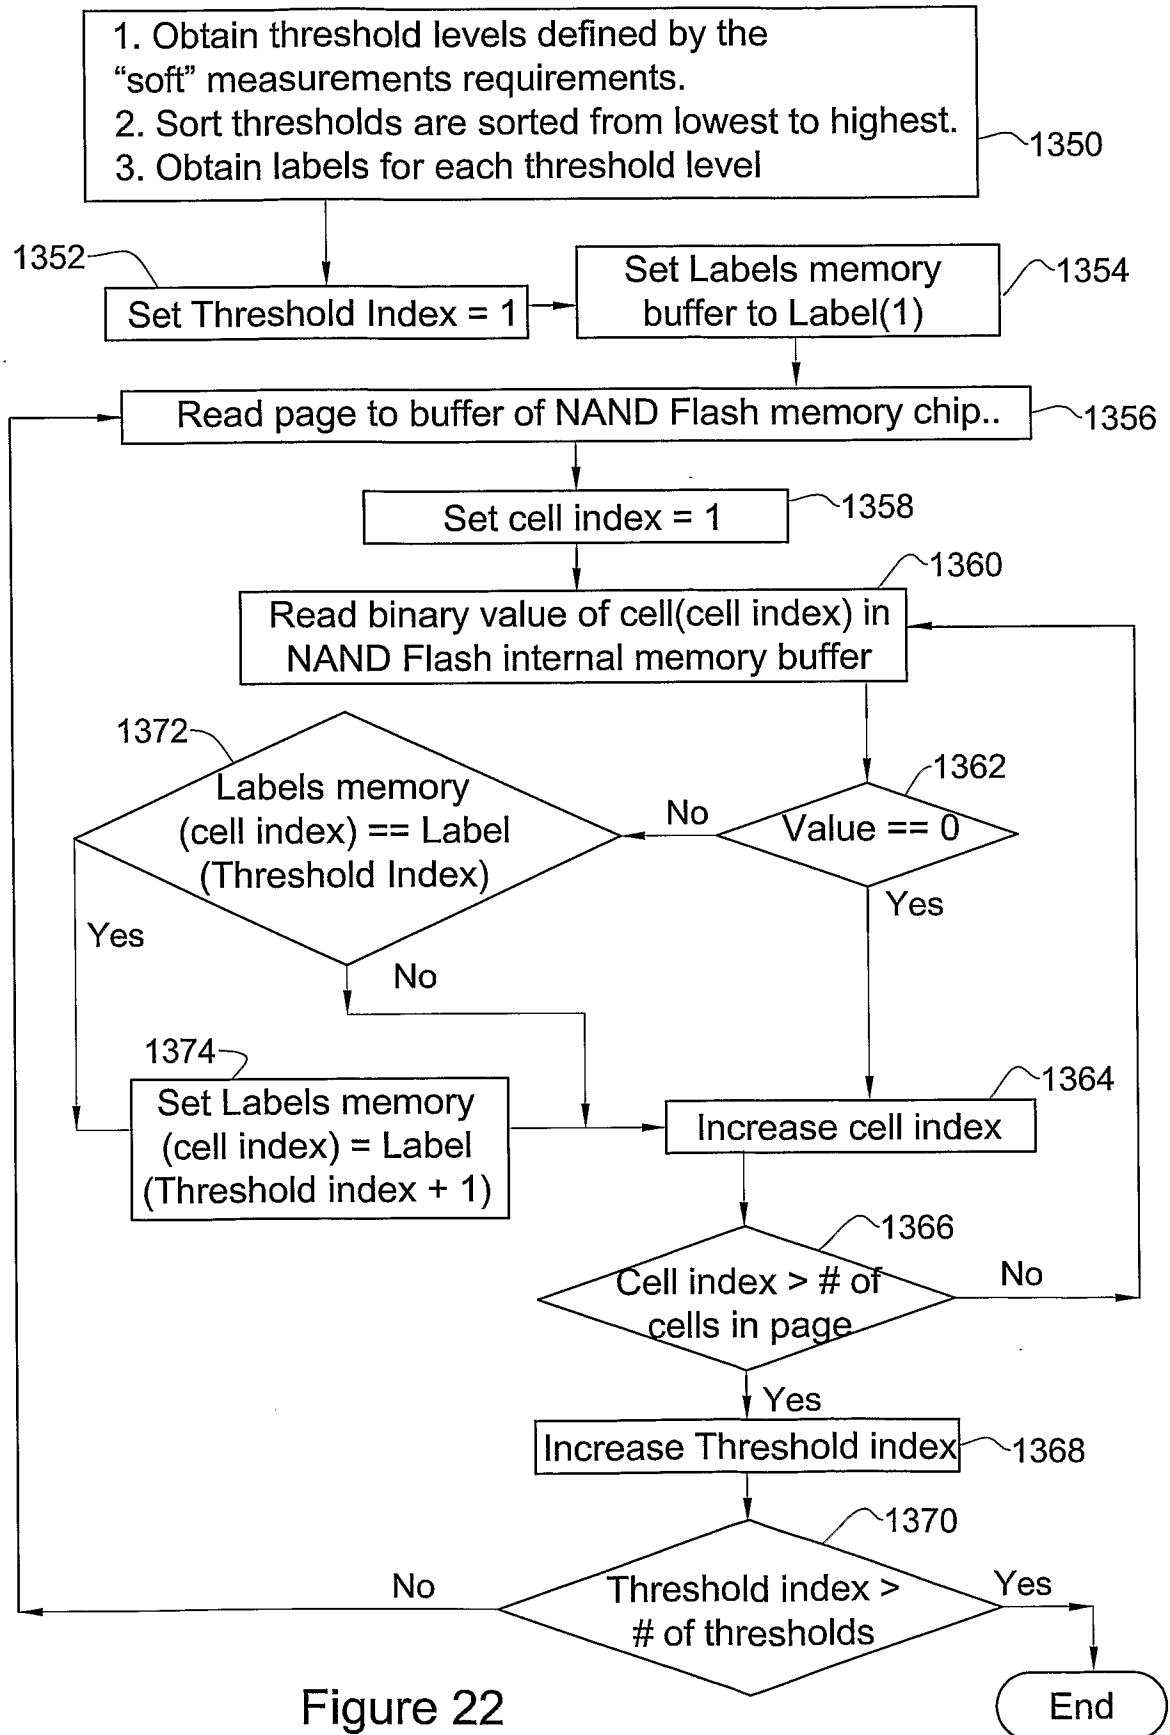 1. Obtain threshold levels defined by the
“soft” measurements requirements.
2. Sort thresholds are sorted from lowest to highest.
3. Obtain labels for each threshold level
1350
1352
Set Threshold Index = 1
Set Labels memory
buffer to Label(1)
1354
Read page to buffer of NAND Flash memory chip..
1356
Set cell index = 1
1358
1360
Read binary value of cell(cell index) in
NAND Flash internal memory buffer
1372
Labels memory
(cell index) == Label
(Threshold Index)
No
1362
Value == 0
Yes
Yes
No
1374
Set Labels memory
(cell index) = Label
(Threshold index + 1)
1364
Increase cell index
1366
Cell index > # of
cells in page
No
Yes
Increase Threshold index
1368
1370
Threshold index >
# of thresholds
No
Yes
End
Figure 22